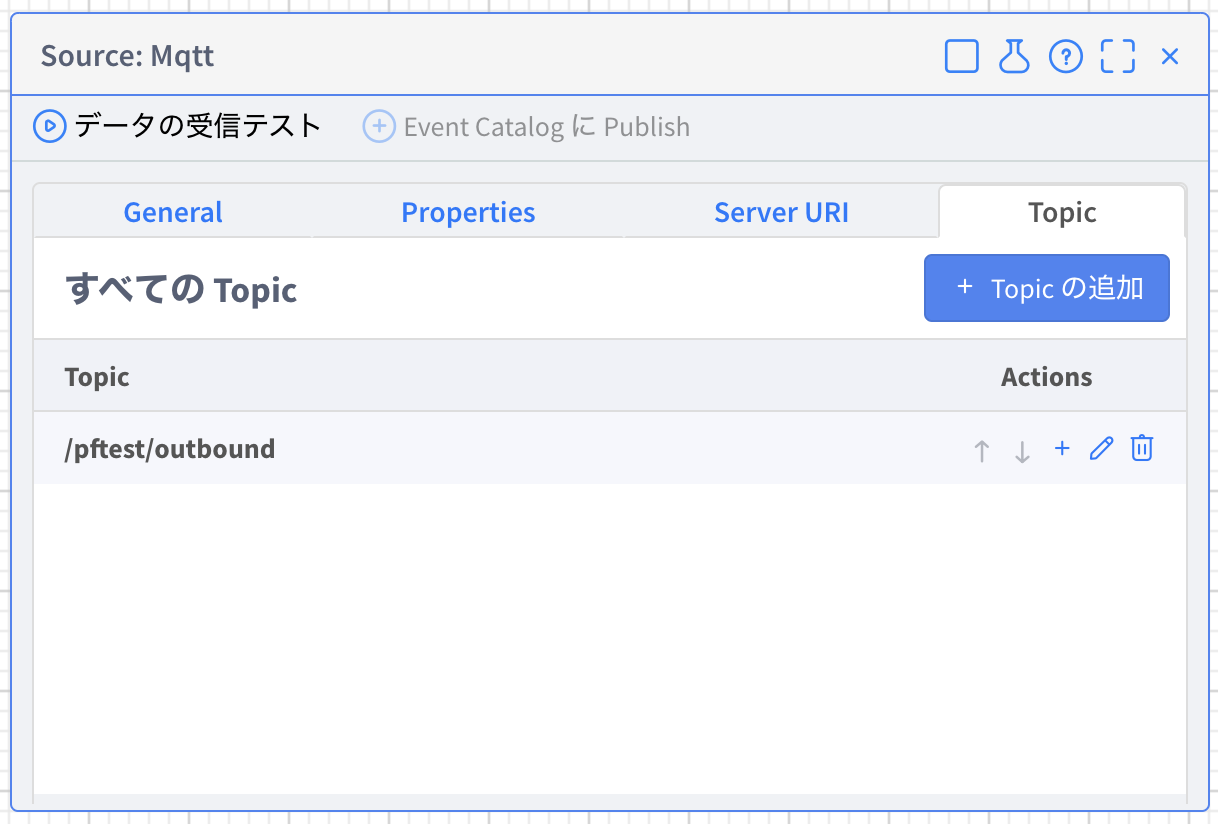 Source: Mqtt
データの受信テスト Event Catalog に Publish
General Properties Server URI Topic
すべての Topic + Topic の追加
Topic Actions
/pftest/outbound